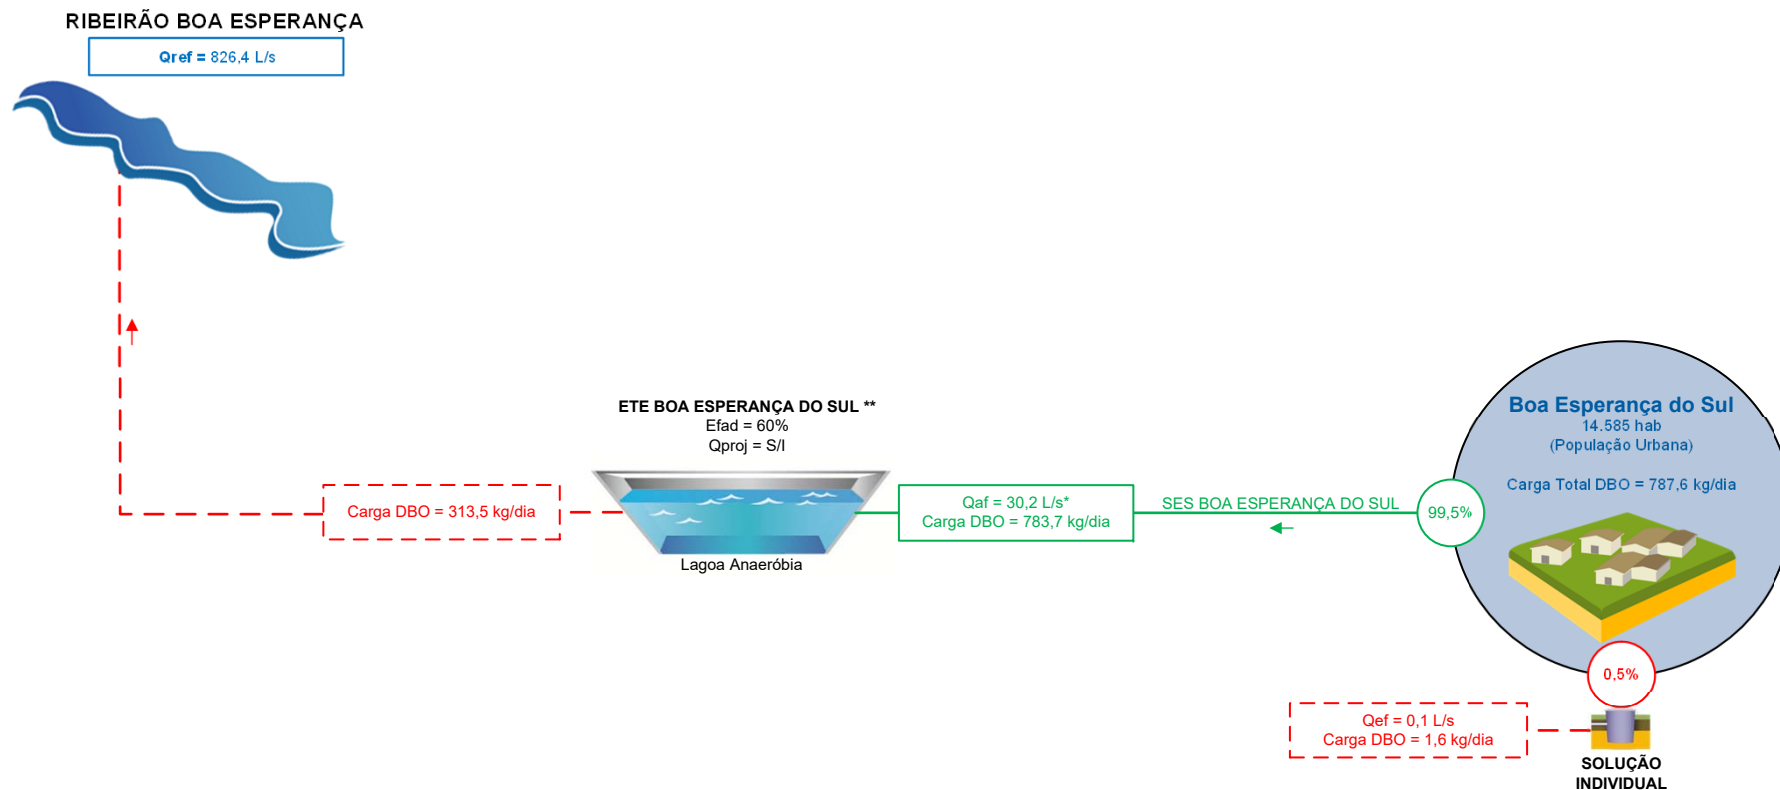 RIBEIRÃO BOA ESPERANÇA
Qref = 826,4 L/s
ETE BOA ESPERANÇA DO SUL **
Efad = 60%
Qproj = S/I
Lagoa Anaeróbia
Carga DBO = 313,5 kg/dia
Qaf = 30,2 L/s*
Carga DBO = 783,7 kg/dia
SES BOA ESPERANÇA DO SUL
99,5%
Boa Esperança do Sul
14.585 hab
(População Urbana)
Carga Total DBO = 787,6 kg/dia
0,5%
Qef = 0,1 L/s
Carga DBO = 1,6 kg/dia
SOLUÇÃO
INDIVIDUAL